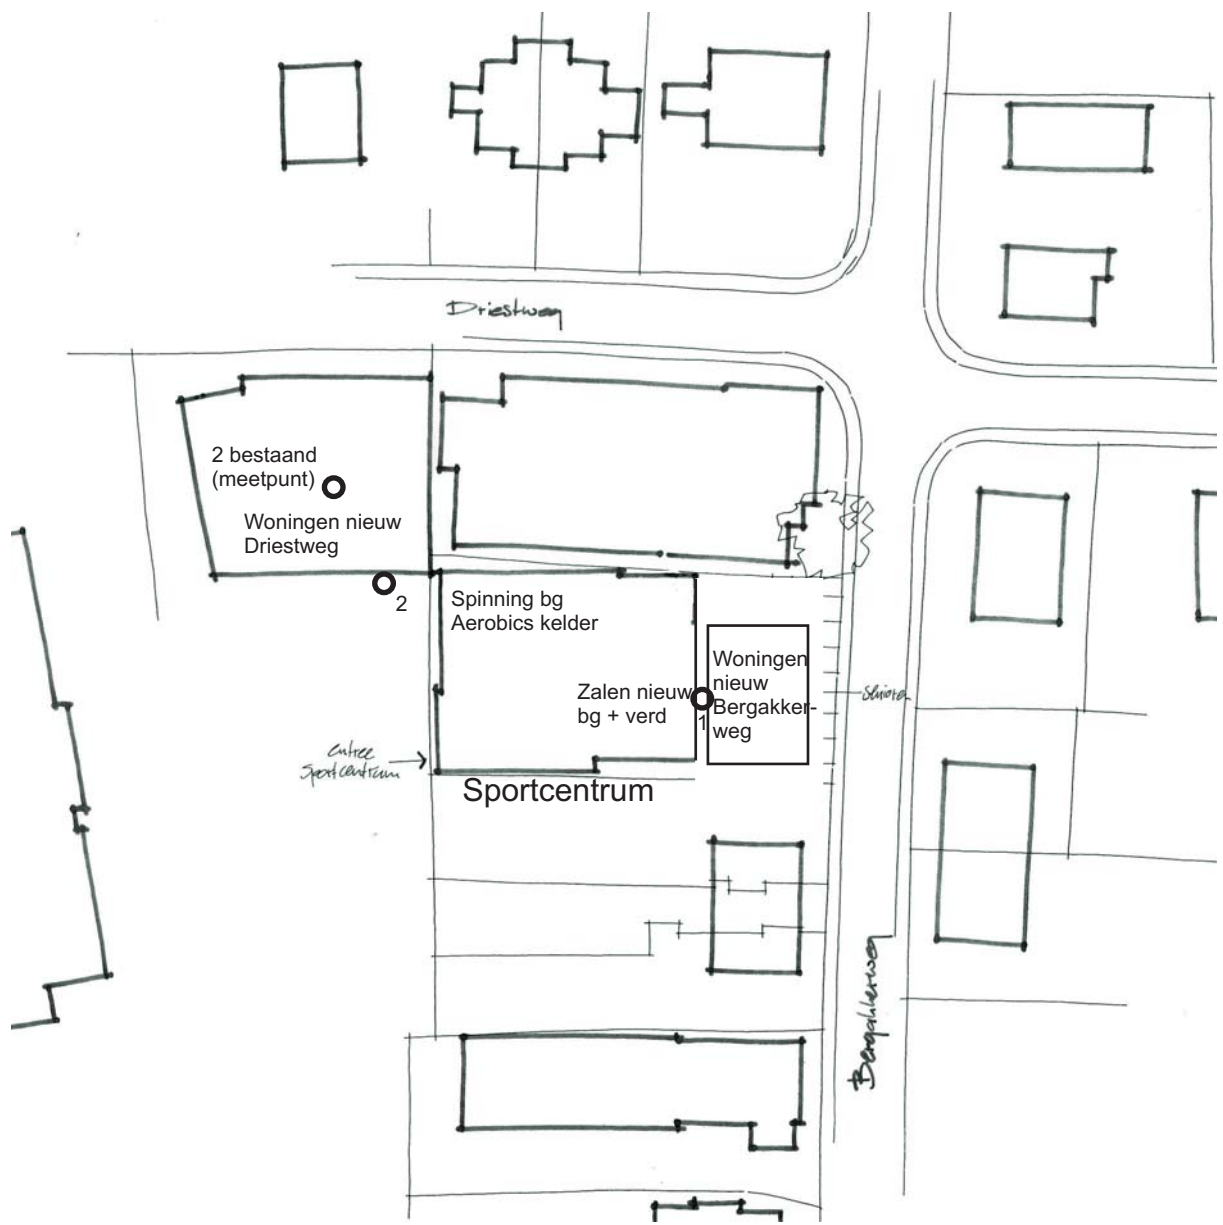 Driestweg
2 bestaand
(meetpunt)
Woningen nieuw
Driestweg
2
Spinning bg
Aerobics kelder
Zalen nieuw
bg + verd
1
Woningen
nieuw
Bergakker-
weg
entree
Sportcentrum
Sportcentrum
Bergakkerweg